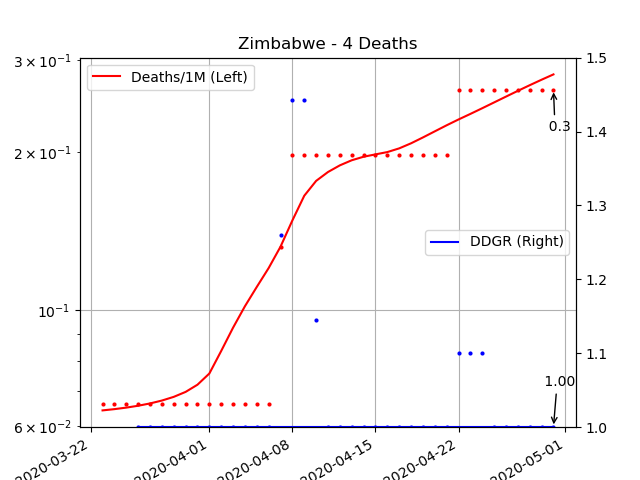 Zimbabwe - 4 Deaths
3 × 10⁻¹
2 × 10⁻¹
10⁻¹
6 × 10⁻²
Deaths/1M (Left)
DDGR (Right)
0.3
1.00
1.5
1.4
1.3
1.2
1.1
1.0
2020-03-22
2020-04-01
2020-04-08
2020-04-15
2020-04-22
2020-05-01